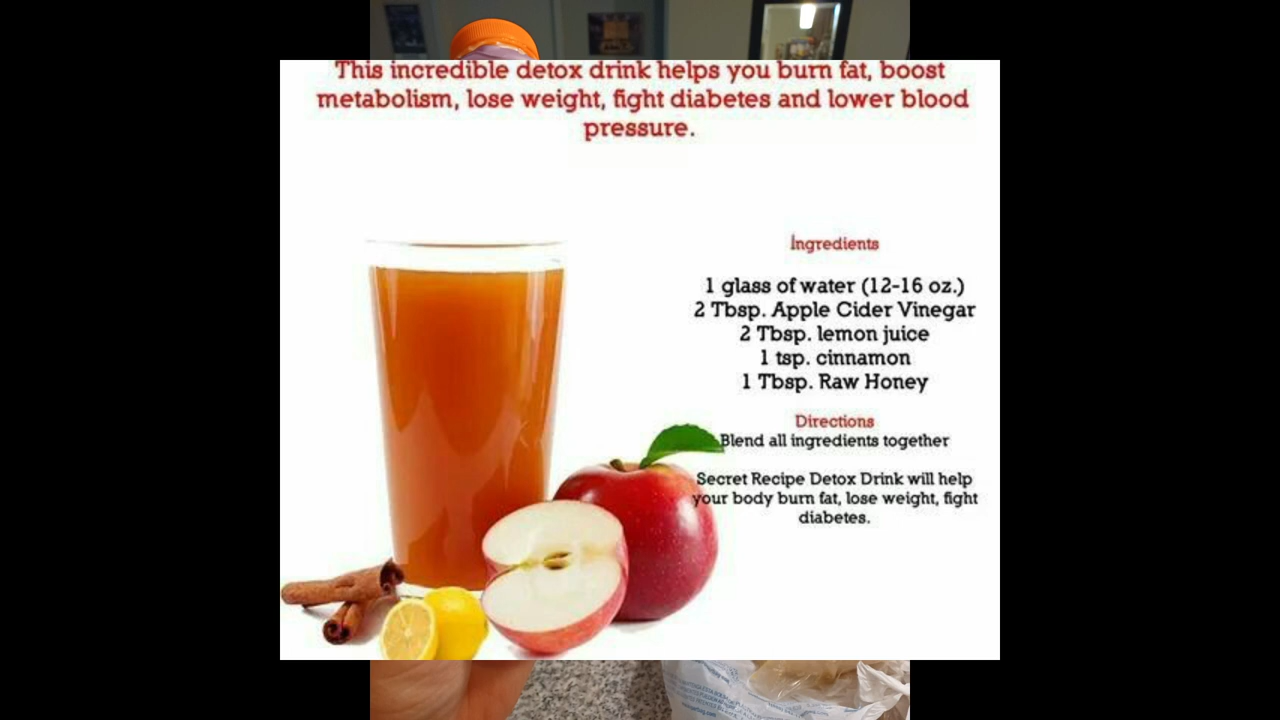 This incredible detox drink helps you burn fat, boost
metabolism, lose weight, fight diabetes and lower blood
pressure.
Ingredients
1 glass of water (12-16 oz.)
2 Tbsp. Apple Cider Vinegar
2 Tbsp. lemon juice
1 tsp. cinnamon
1 Tbsp. Raw Honey
Directions
Blend all ingredients together
Secret Recipe Detox Drink will help
your body burn fat, lose weight, fight
diabetes.